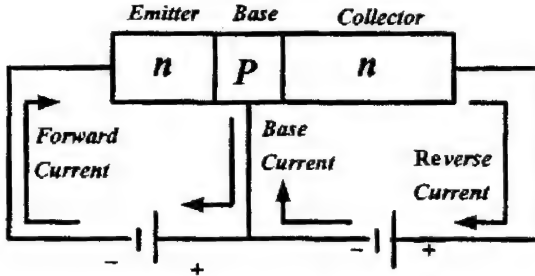 Emitter Base Collector
n P n
Forward
Current
Base
Current
Reverse
Current
− + − +